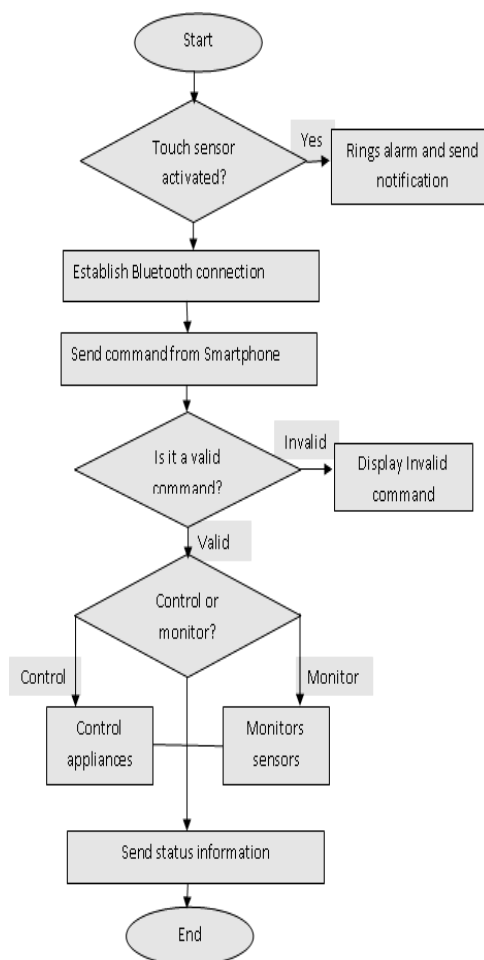 Start
Touch sensor
activated?
Yes
Rings alarm and send
notification
Establish Bluetooth connection
Send command from Smartphone
Is it a valid
command?
Invalid
Display Invalid
command
Valid
Control or
monitor?
Control
Monitor
Control
appliances
Monitors
sensors
Send status information
End